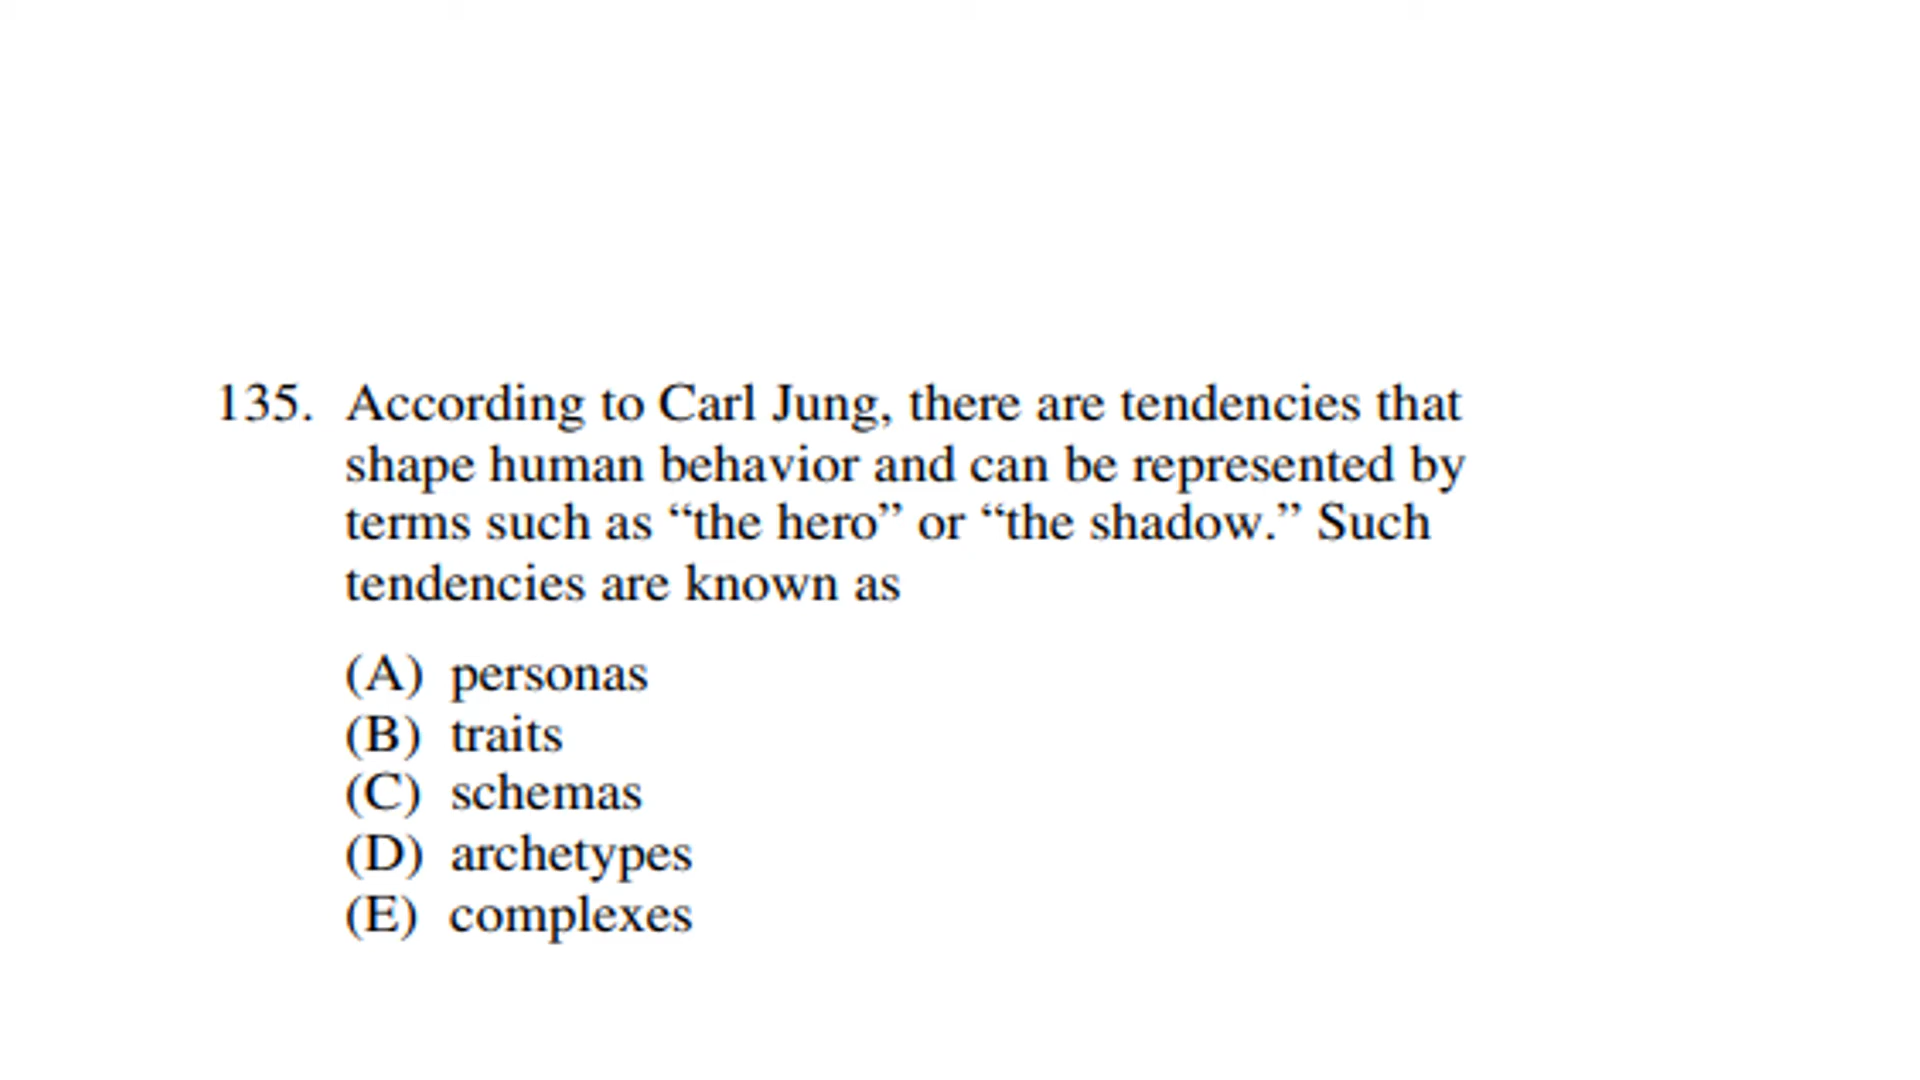 135. According to Carl Jung, there are tendencies that
shape human behavior and can be represented by
terms such as “the hero” or “the shadow.” Such
tendencies are known as
(A) personas
(B) traits
(C) schemas
(D) archetypes
(E) complexes